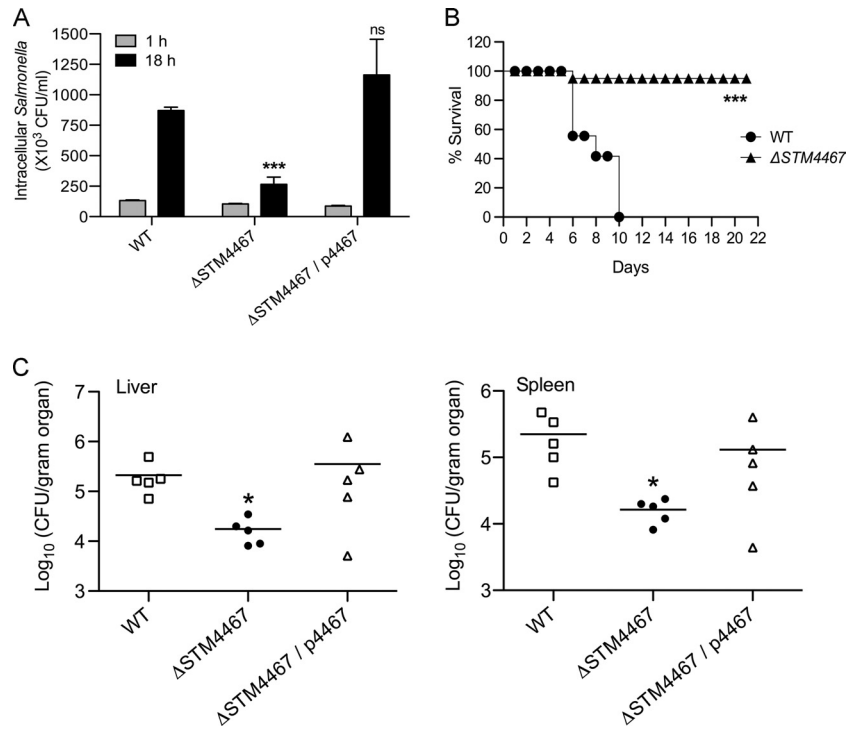 A
Intracellular Salmonella
(X10³ CFU/ml)
1500
1250
1000
750
500
250
0
1 h
18 h
***
ns
WT
ΔSTM4467
ΔSTM4467 / p4467
B
% Survival
120
100
80
60
40
20
0
0 2 4 6 8 10 12 14 16 18 20 22
Days
***
WT
ΔSTM4467
C
Liver
Log₁₀ (CFU/gram organ)
7
6
5
4
3
*
WT
ΔSTM4467
ΔSTM4467 / p4467
Spleen
Log₁₀ (CFU/gram organ)
6
5
4
3
*
WT
ΔSTM4467
ΔSTM4467 / p4467